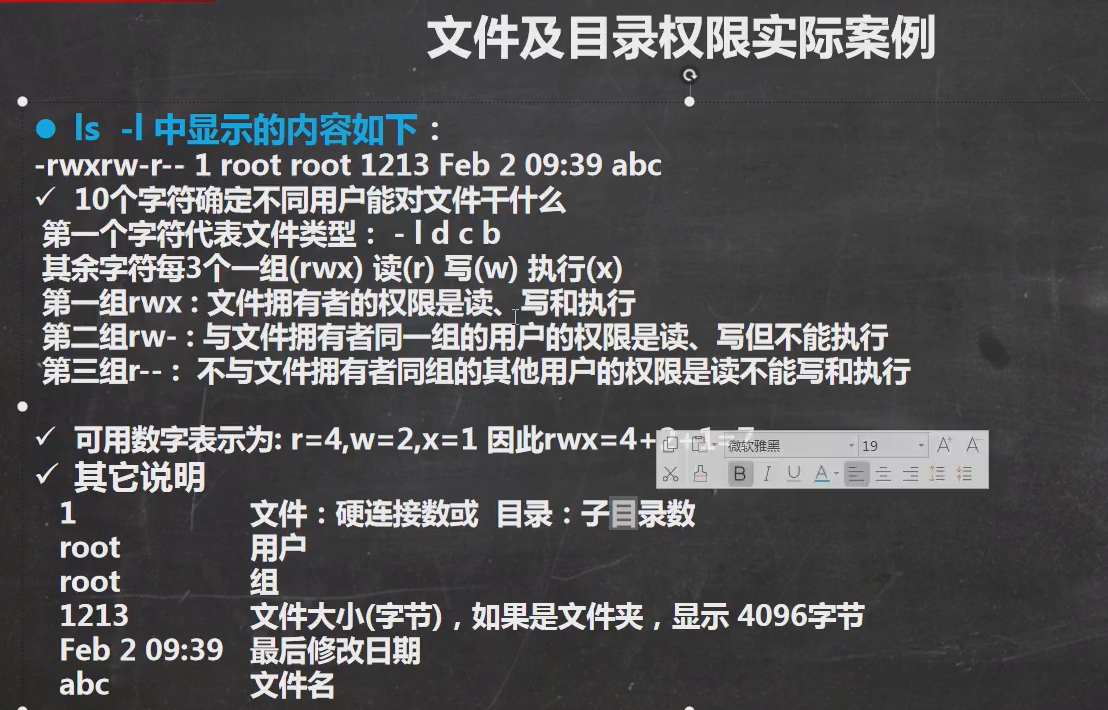 文件及目录权限实际案例
● ls -l 中显示的内容如下：
-rwxrw-r-- 1 root root 1213 Feb 2 09:39 abc
✓ 10个字符确定不同用户能对文件干什么
第一个字符代表文件类型： - l d c b
其余字符每3个一组(rwx) 读(r) 写(w) 执行(x)
第一组rwx : 文件拥有者的权限是读、写和执行
第二组rw- : 与文件拥有者同一组的用户的权限是读、写但不能执行
第三组r-- : 不与文件拥有者同组的其他用户的权限是读不能写和执行
✓ 可用数字表示为: r=4,w=2,x=1 因此rwx=4+2+1=7
微软雅黑 19 A A
B I U A
✓ 其它说明
1 文件：硬连接数或 目录：子目录数
root 用户
root 组
1213 文件大小(字节)，如果是文件夹，显示 4096字节
Feb 2 09:39 最后修改日期
abc 文件名